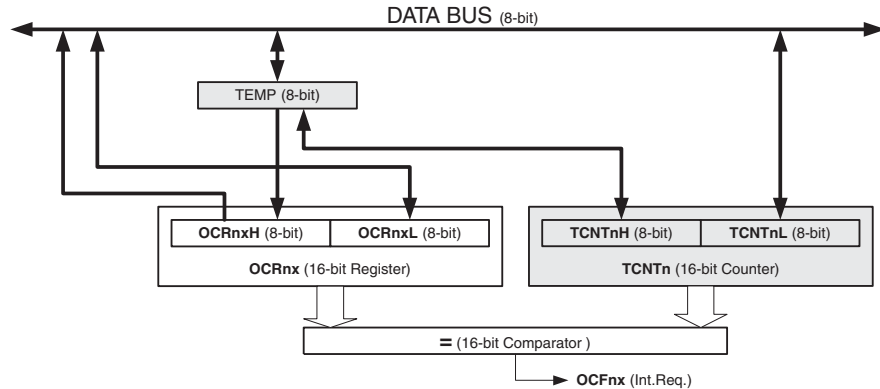 DATA BUS (8-bit)
TEMP (8-bit)
OCRnxH (8-bit) OCRnxL (8-bit)
OCRnx (16-bit Register)
TCNTnH (8-bit) TCNTnL (8-bit)
TCNTn (16-bit Counter)
= (16-bit Comparator )
OCFnx (Int.Req.)